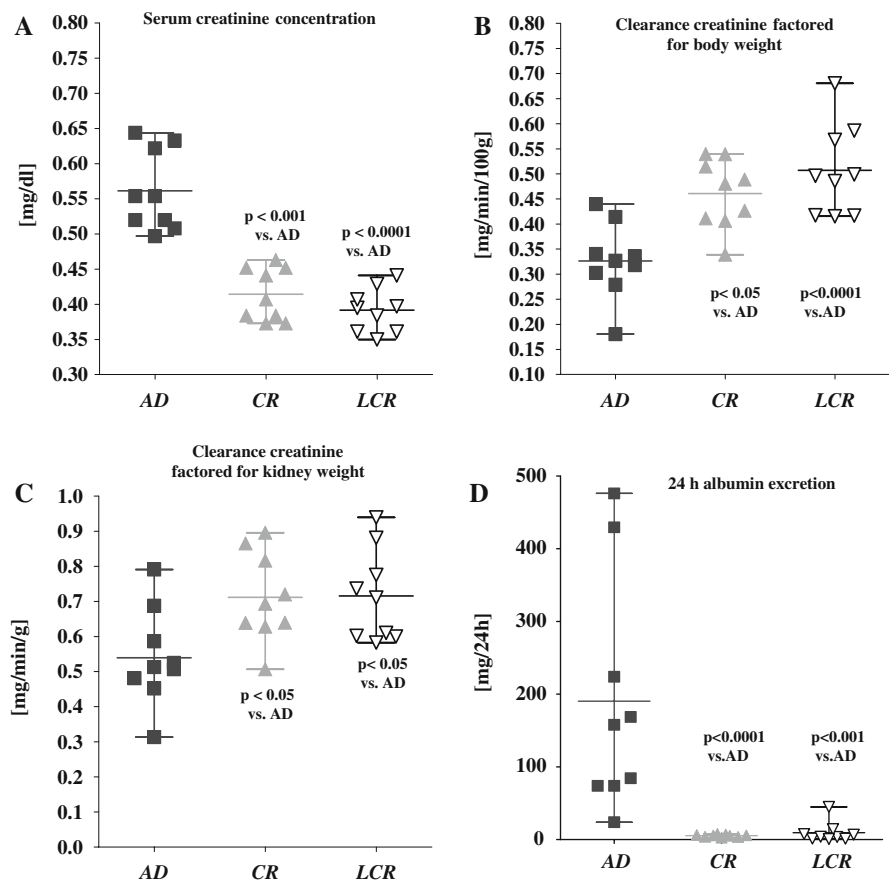 A
Serum creatinine concentration
[mg/dl]
0.80
0.75
0.70
0.65
0.60
0.55
0.50
0.45
0.40
0.35
0.30
p < 0.001
vs. AD
p < 0.0001
vs. AD
AD CR LCR
B
Clearance creatinine factored
for body weight
[mg/min/100g]
0.80
0.75
0.70
0.65
0.60
0.55
0.50
0.45
0.40
0.35
0.30
0.25
0.20
0.15
0.10
p < 0.05
vs. AD
p<0.0001
vs.AD
AD CR LCR
C
Clearance creatinine
factored for kidney weight
[mg/min/g]
1.0
0.9
0.8
0.7
0.6
0.5
0.4
0.3
0.2
0.1
0.0
p < 0.05
vs. AD
p < 0.05
vs. AD
AD CR LCR
D
24 h albumin excretion
[mg/24h]
500
400
300
200
100
0
p<0.0001
vs.AD
p<0.001
vs.AD
AD CR LCR